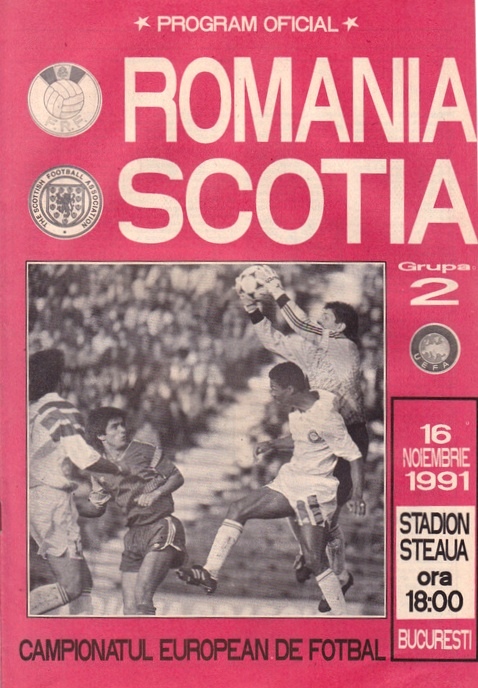 ★ PROGRAM OFICIAL ★
ROMANIA
F.R.F.
SCOTIA
THE SCOTTISH FOOTBALL ASSOCIATION
Grupa
2
UEFA
16
NOIEMBRIE
1991
STADION
STEAUA
ora
18:00
BUCURESTI
CAMPIONATUL EUROPEAN DE FOTBAL